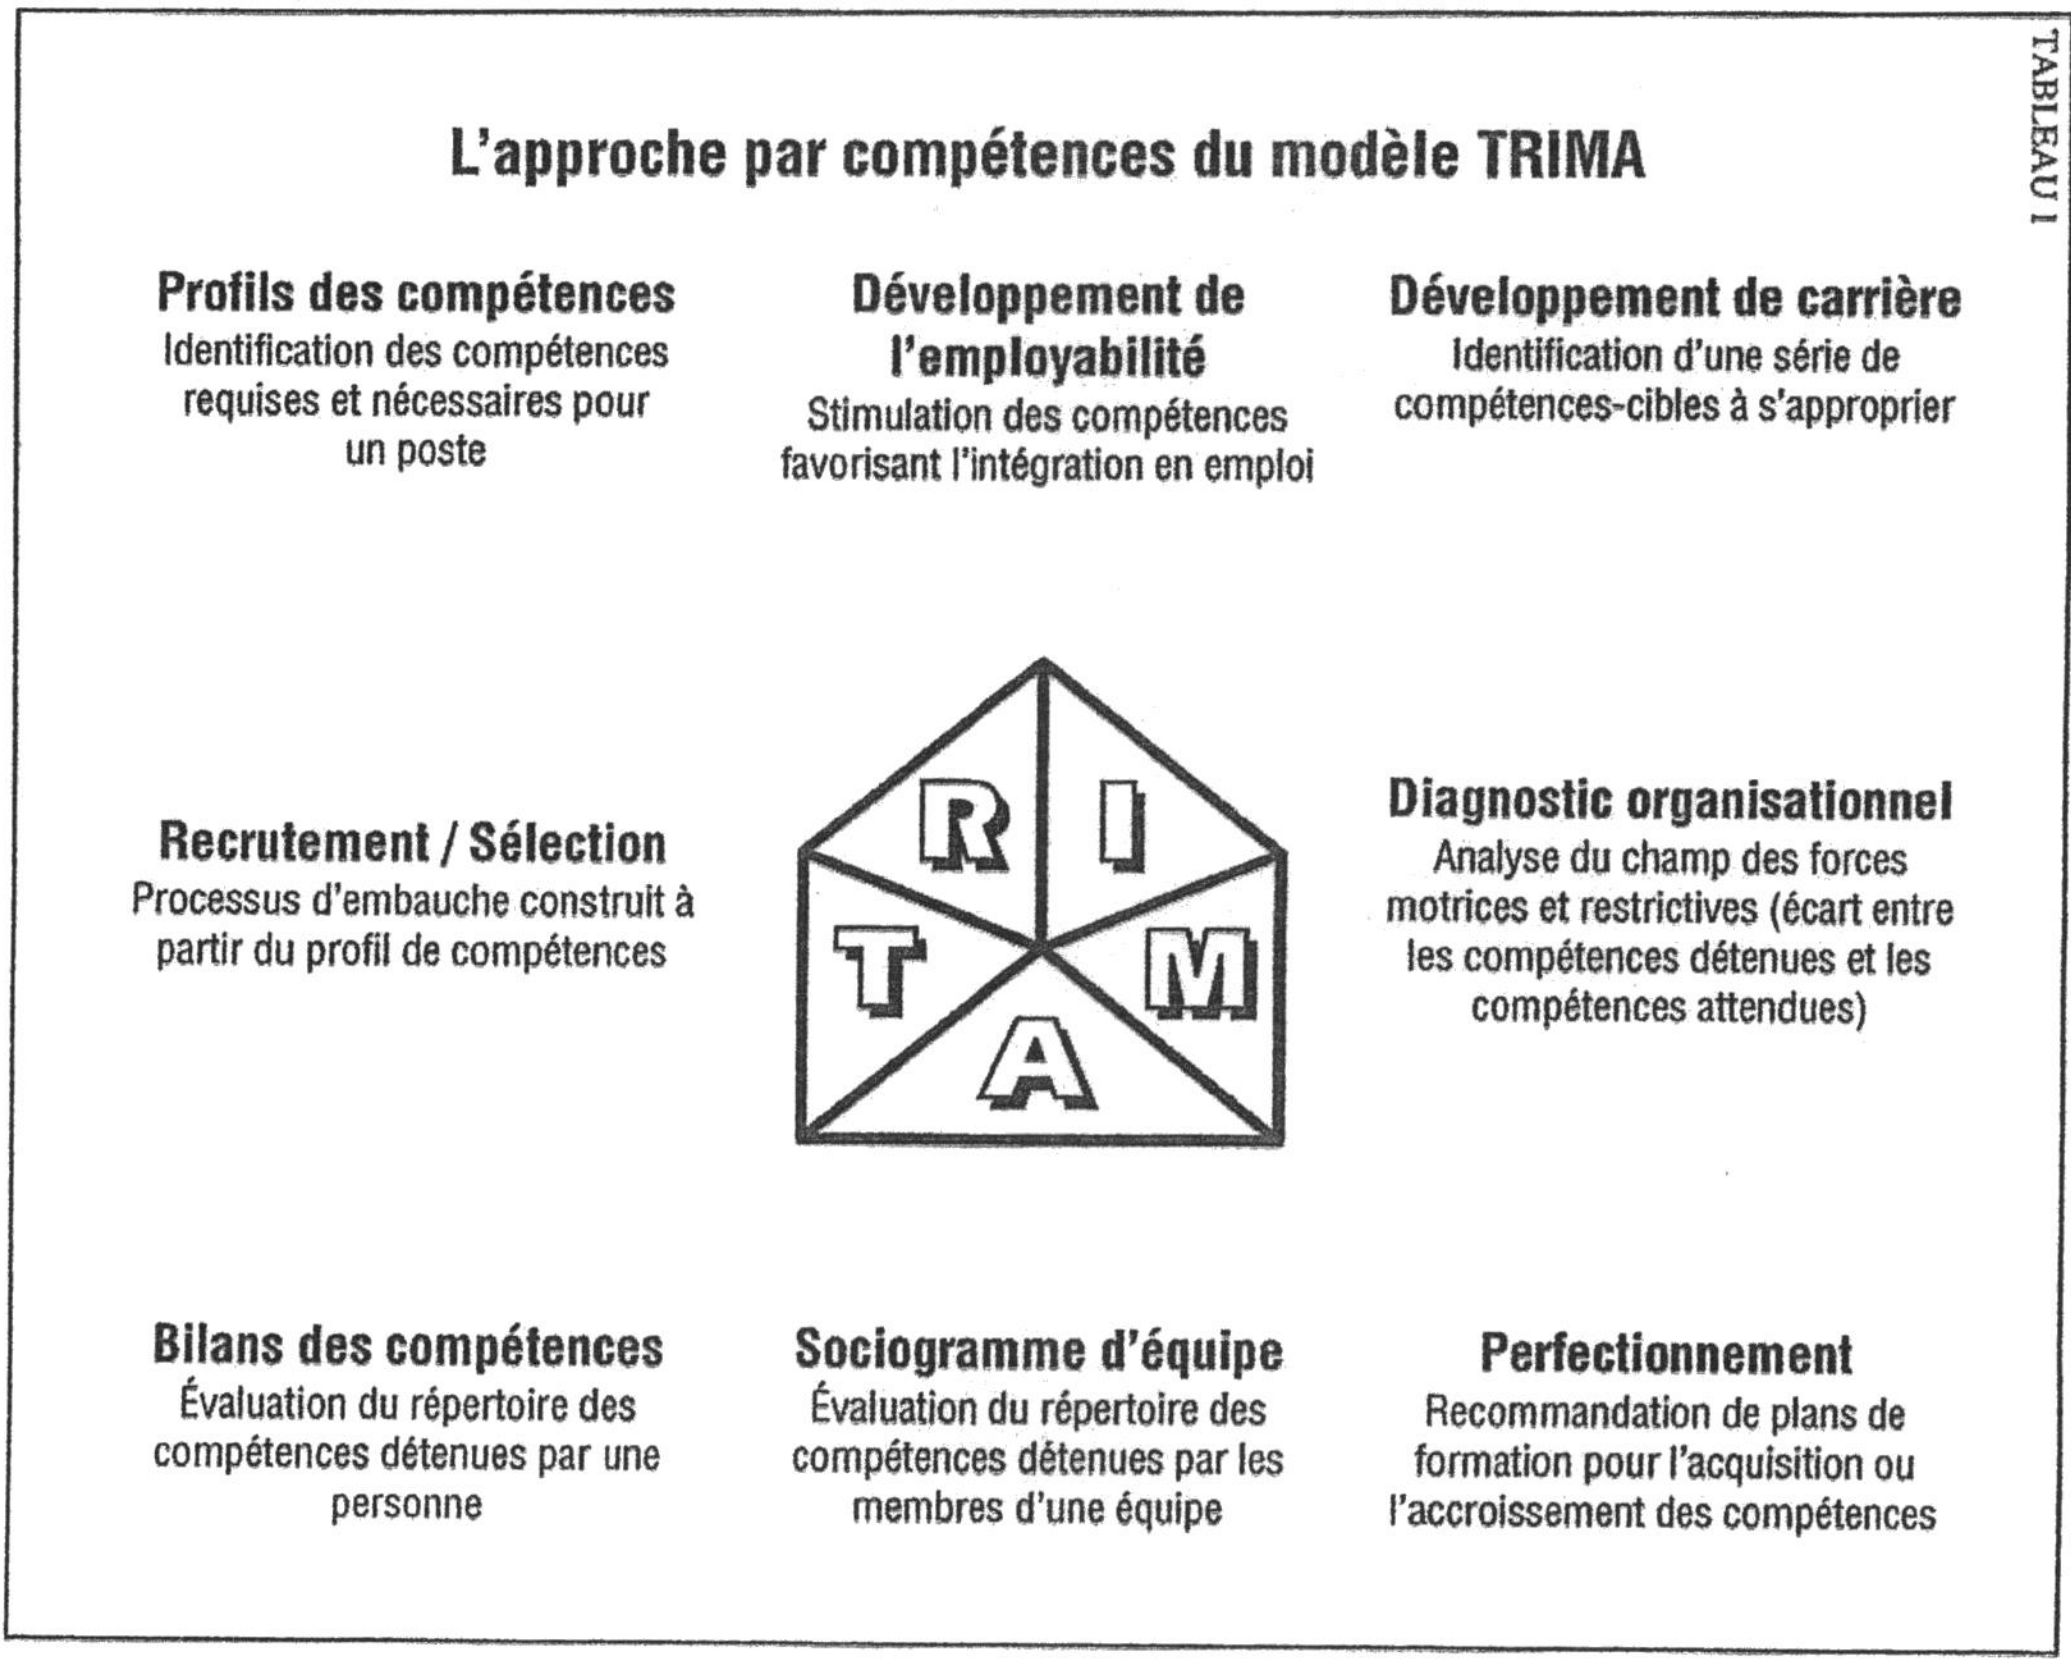 TABLEAU 1
L'approche par compétences du modèle TRIMA
Profils des compétences
Identification des compétences
requises et nécessaires pour
un poste
Développement de
l'employabilité
Stimulation des compétences
favorisant l'intégration en emploi
Développement de carrière
Identification d'une série de
compétences-cibles à s'approprier
Recrutement / Sélection
Processus d'embauche construit à
partir du profil de compétences
T
R
I
M
A
Diagnostic organisationnel
Analyse du champ des forces
motrices et restrictives (écart entre
les compétences détenues et les
compétences attendues)
Bilans des compétences
Évaluation du répertoire des
compétences détenues par une
personne
Sociogramme d'équipe
Évaluation du répertoire des
compétences détenues par les
membres d'une équipe
Perfectionnement
Recommandation de plans de
formation pour l'acquisition ou
l'accroissement des compétences